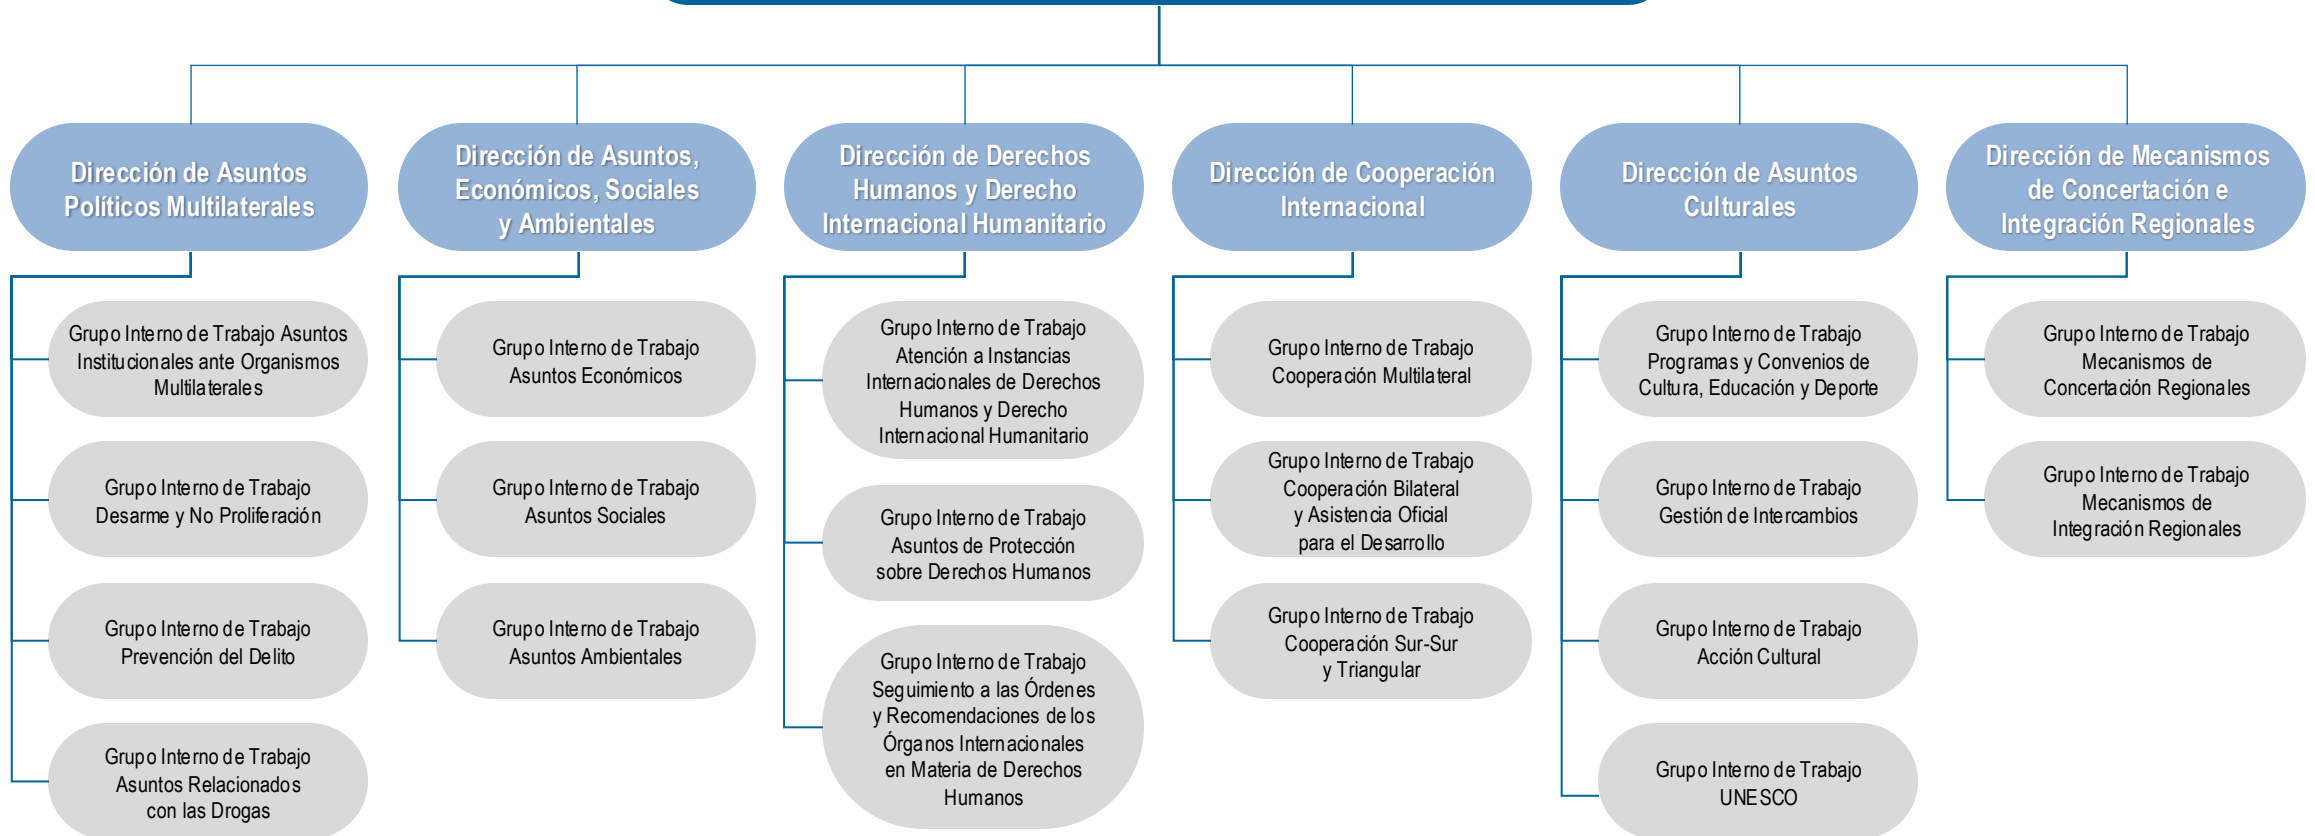 Dirección de Asuntos
Políticos Multilaterales
Dirección de Asuntos,
Económicos, Sociales
y Ambientales
Dirección de Derechos
Humanos y Derecho
Internacional Humanitario
Dirección de Cooperación
Internacional
Dirección de Asuntos
Culturales
Dirección de Mecanismos
de Concertación e
Integración Regionales
Grupo Interno de Trabajo Asuntos
Institucionales ante Organismos
Multilaterales
Grupo Interno de Trabajo
Desarme y No Proliferación
Grupo Interno de Trabajo
Prevención del Delito
Grupo Interno de Trabajo
Asuntos Relacionados
con las Drogas
Grupo Interno de Trabajo
Asuntos Económicos
Grupo Interno de Trabajo
Asuntos Sociales
Grupo Interno de Trabajo
Asuntos Ambientales
Grupo Interno de Trabajo
Atención a Instancias
Internacionales de Derechos
Humanos y Derecho
Internacional Humanitario
Grupo Interno de Trabajo
Asuntos de Protección
sobre Derechos Humanos
Grupo Interno de Trabajo
Seguimiento a las Órdenes
y Recomendaciones de los
Órganos Internacionales
en Materia de Derechos
Humanos
Grupo Interno de Trabajo
Cooperación Multilateral
Grupo Interno de Trabajo
Cooperación Bilateral
y Asistencia Oficial
para el Desarrollo
Grupo Interno de Trabajo
Cooperación Sur-Sur
y Triangular
Grupo Interno de Trabajo
Programas y Convenios de
Cultura, Educación y Deporte
Grupo Interno de Trabajo
Gestión de Intercambios
Grupo Interno de Trabajo
Acción Cultural
Grupo Interno de Trabajo
UNESCO
Grupo Interno de Trabajo
Mecanismos de
Concertación Regionales
Grupo Interno de Trabajo
Mecanismos de
Integración Regionales